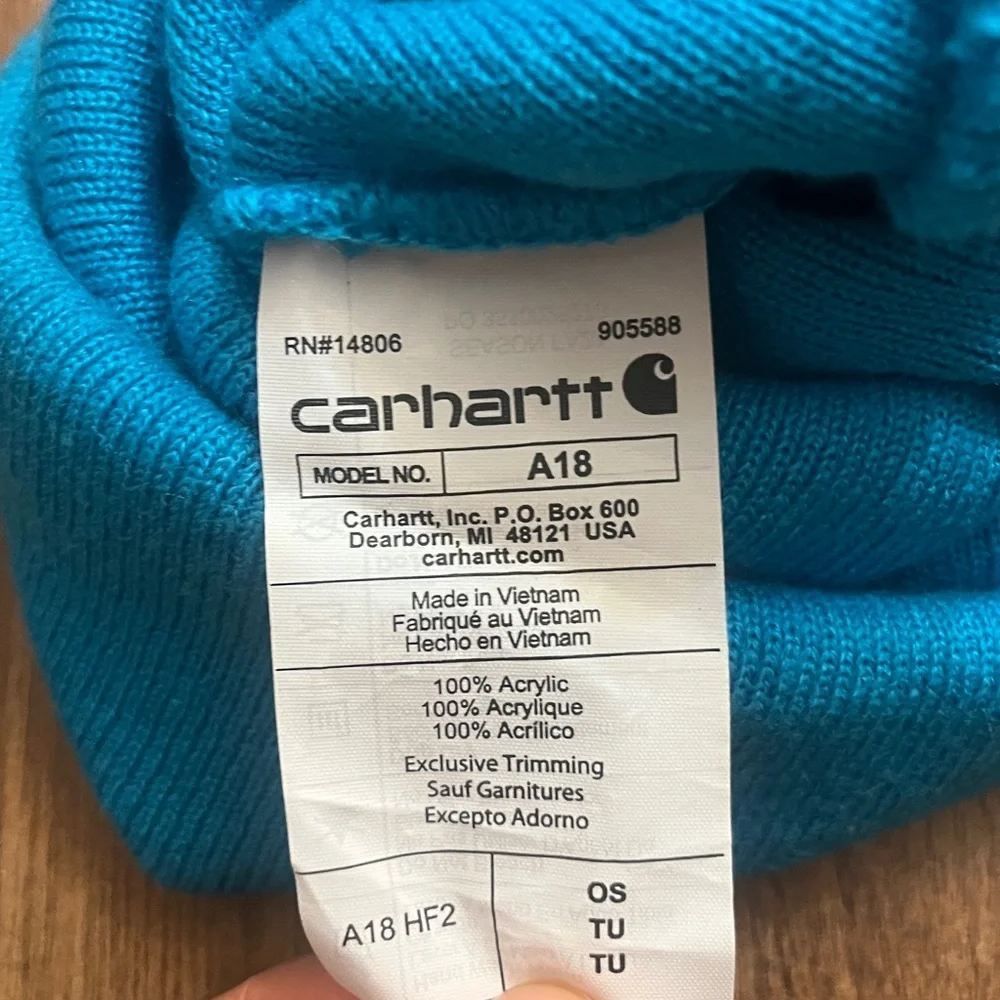 RN#14806 905588
carhartt
MODEL NO. A18
Carhartt, Inc. P.O. Box 600
Dearborn, MI 48121 USA
carhartt.com
Made in Vietnam
Fabriqué au Vietnam
Hecho en Vietnam
100% Acrylic
100% Acrylique
100% Acrílico
Exclusive Trimming
Sauf Garnitures
Excepto Adorno
A18 HF2
OS
TU
TU